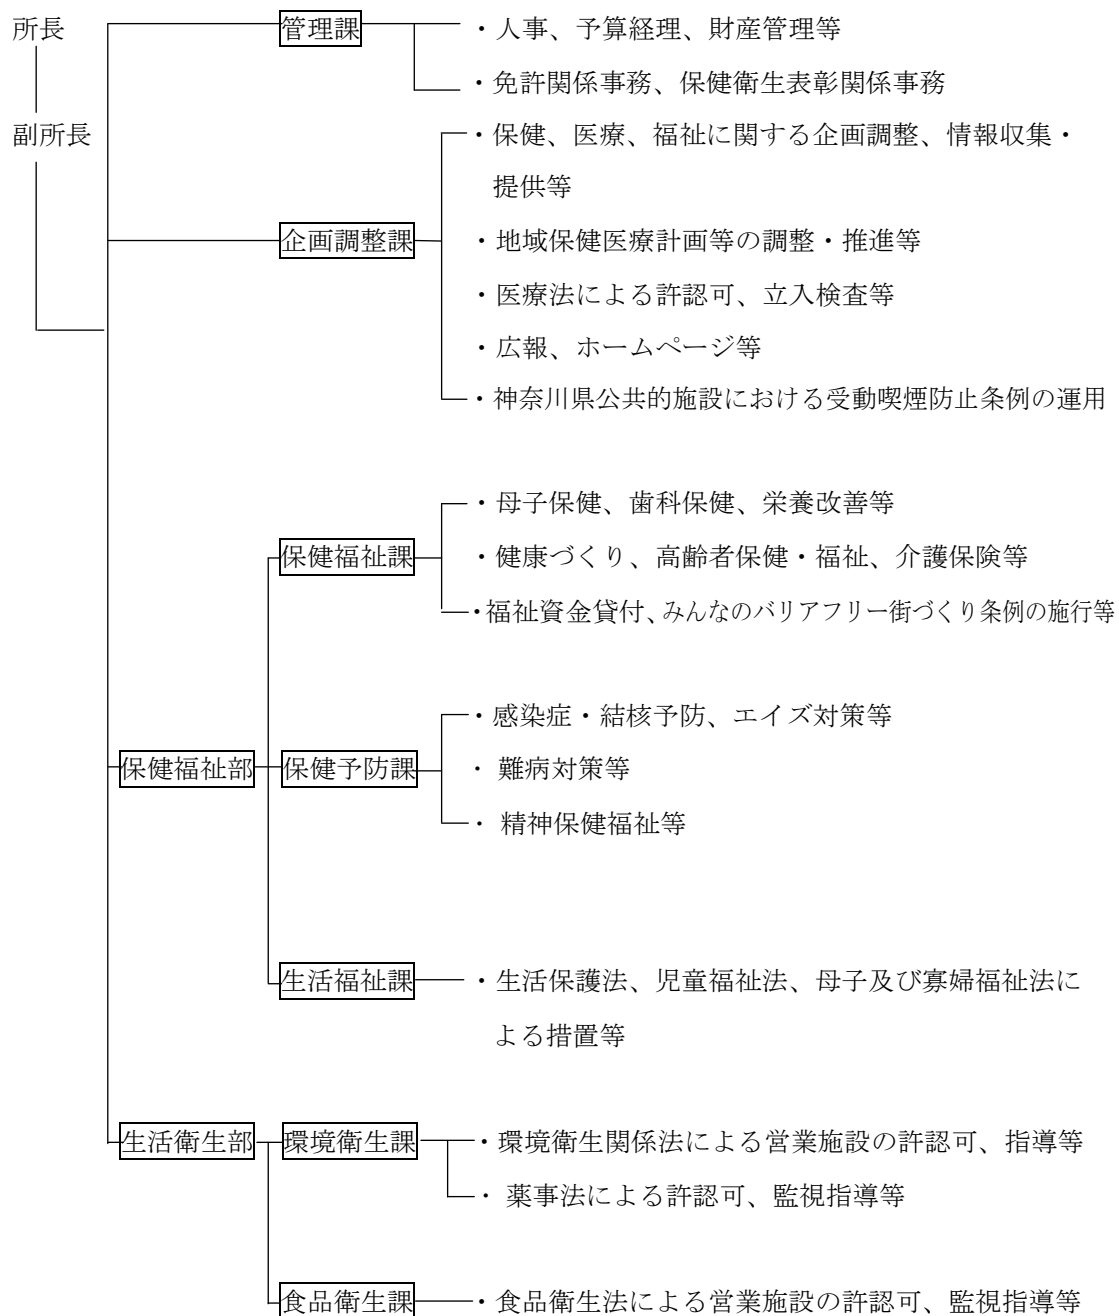 所長
管理課
・人事、予算経理、財産管理等
・免許関係事務、保健衛生表彰関係事務
副所長
・保健、医療、福祉に関する企画調整、情報収集・
提供等
企画調整課
・地域保健医療計画等の調整・推進等
・医療法による許認可、立入検査等
・広報、ホームページ等
・神奈川県公共的施設における受動喫煙防止条例の運用
・母子保健、歯科保健、栄養改善等
保健福祉課
・健康づくり、高齢者保健・福祉、介護保険等
・福祉資金貸付、みんなのバリアフリー街づくり条例の施行等
・感染症・結核予防、エイズ対策等
保健福祉部
保健予防課
・ 難病対策等
・ 精神保健福祉等
生活福祉課
・生活保護法、児童福祉法、母子及び寡婦福祉法に
よる措置等
生活衛生部
環境衛生課
・環境衛生関係法による営業施設の許認可、指導等
・ 薬事法による許認可、監視指導等
食品衛生課
・食品衛生法による営業施設の許認可、監視指導等